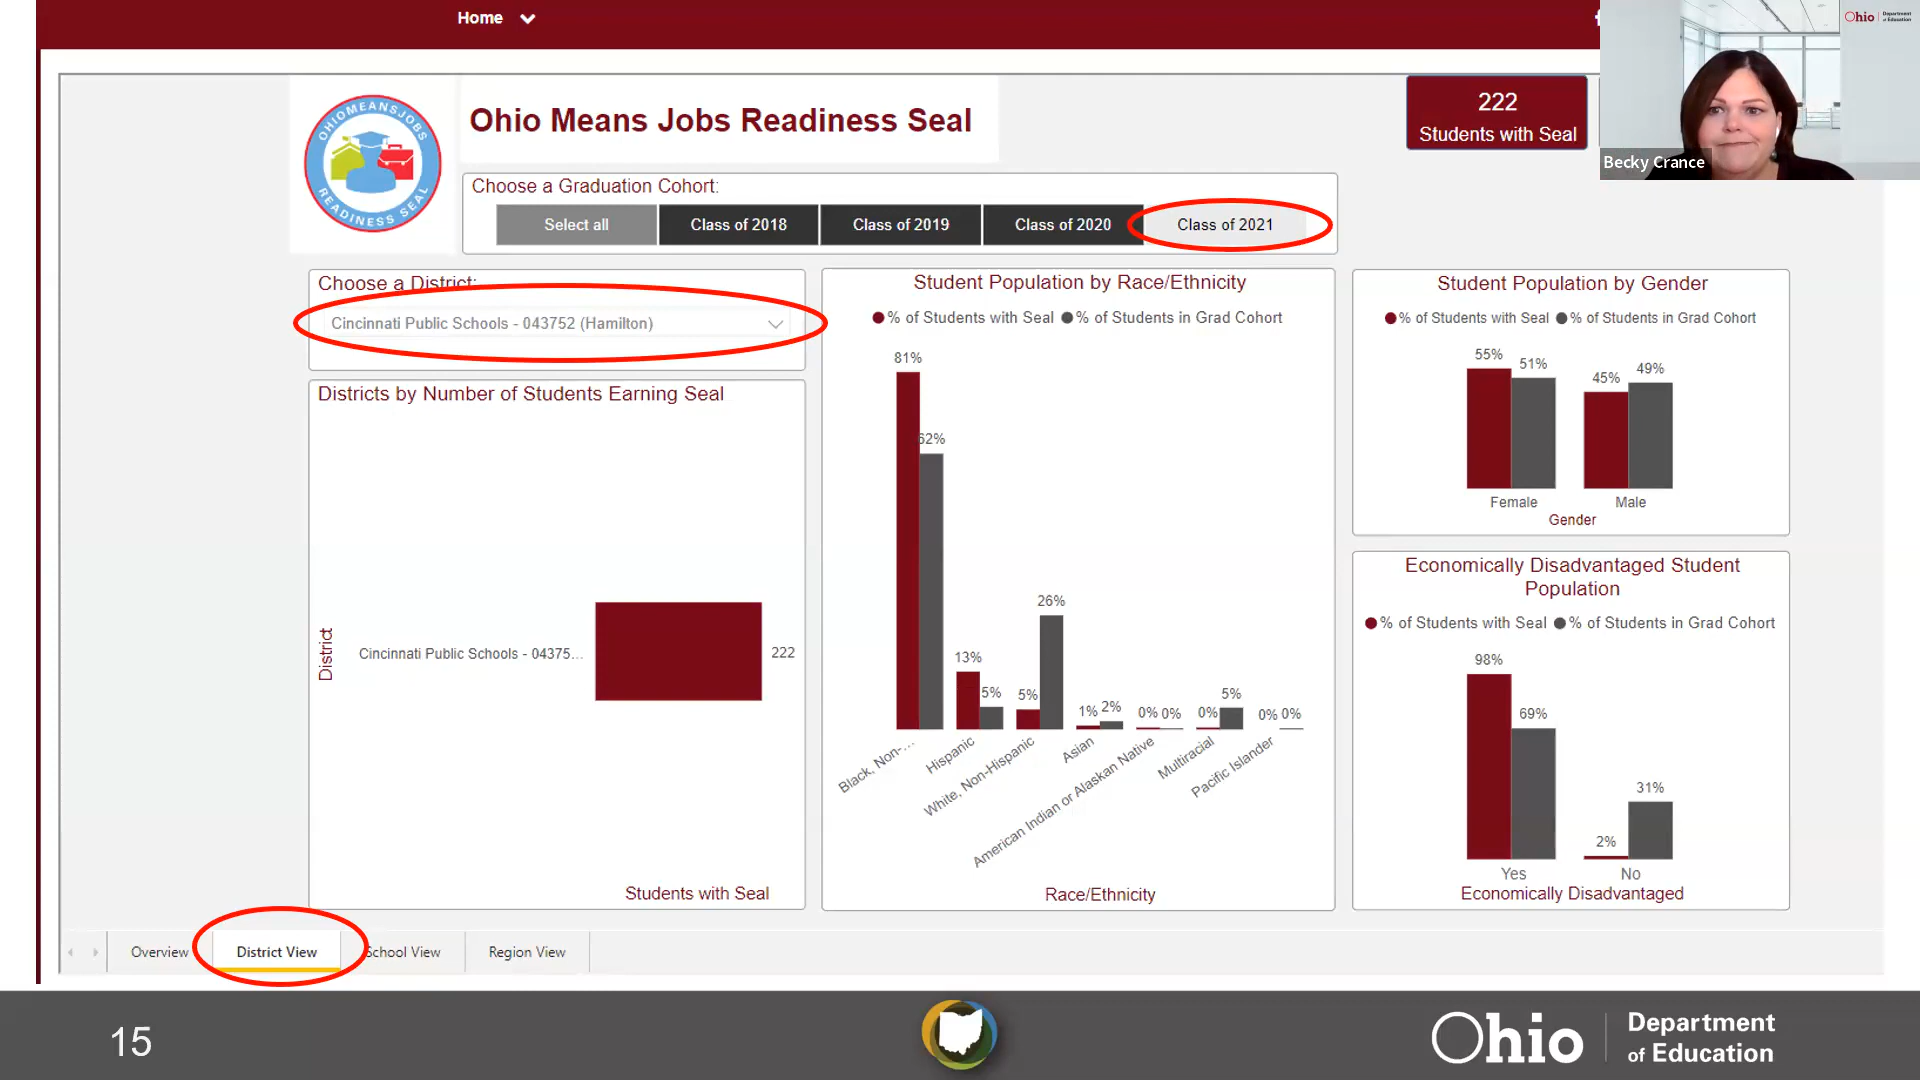 Home
Ohio Department of Education
Becky Crance
OHIOMEANSJOBS
READINESS SEAL
Ohio Means Jobs Readiness Seal
222
Students with Seal
Choose a Graduation Cohort:
Select all
Class of 2018
Class of 2019
Class of 2020
Class of 2021
Choose a District:
Cincinnati Public Schools - 043752 (Hamilton)
Districts by Number of Students Earning Seal
District
Cincinnati Public Schools - 04375...
222
Students with Seal
Student Population by Race/Ethnicity
% of Students with Seal % of Students in Grad Cohort
81%
62%
13%
5%
5%
26%
1%
2%
0%
0%
0%
5%
0%
0%
Black, Non-...
Hispanic
White, Non-Hispanic
Asian
American Indian or Alaskan Native
Multiracial
Pacific Islander
Race/Ethnicity
Student Population by Gender
% of Students with Seal % of Students in Grad Cohort
55%
51%
45%
49%
Female
Male
Gender
Economically Disadvantaged Student
Population
% of Students with Seal % of Students in Grad Cohort
98%
69%
2%
31%
Yes
No
Economically Disadvantaged
Overview
District View
School View
Region View
15
Ohio
Department
of Education